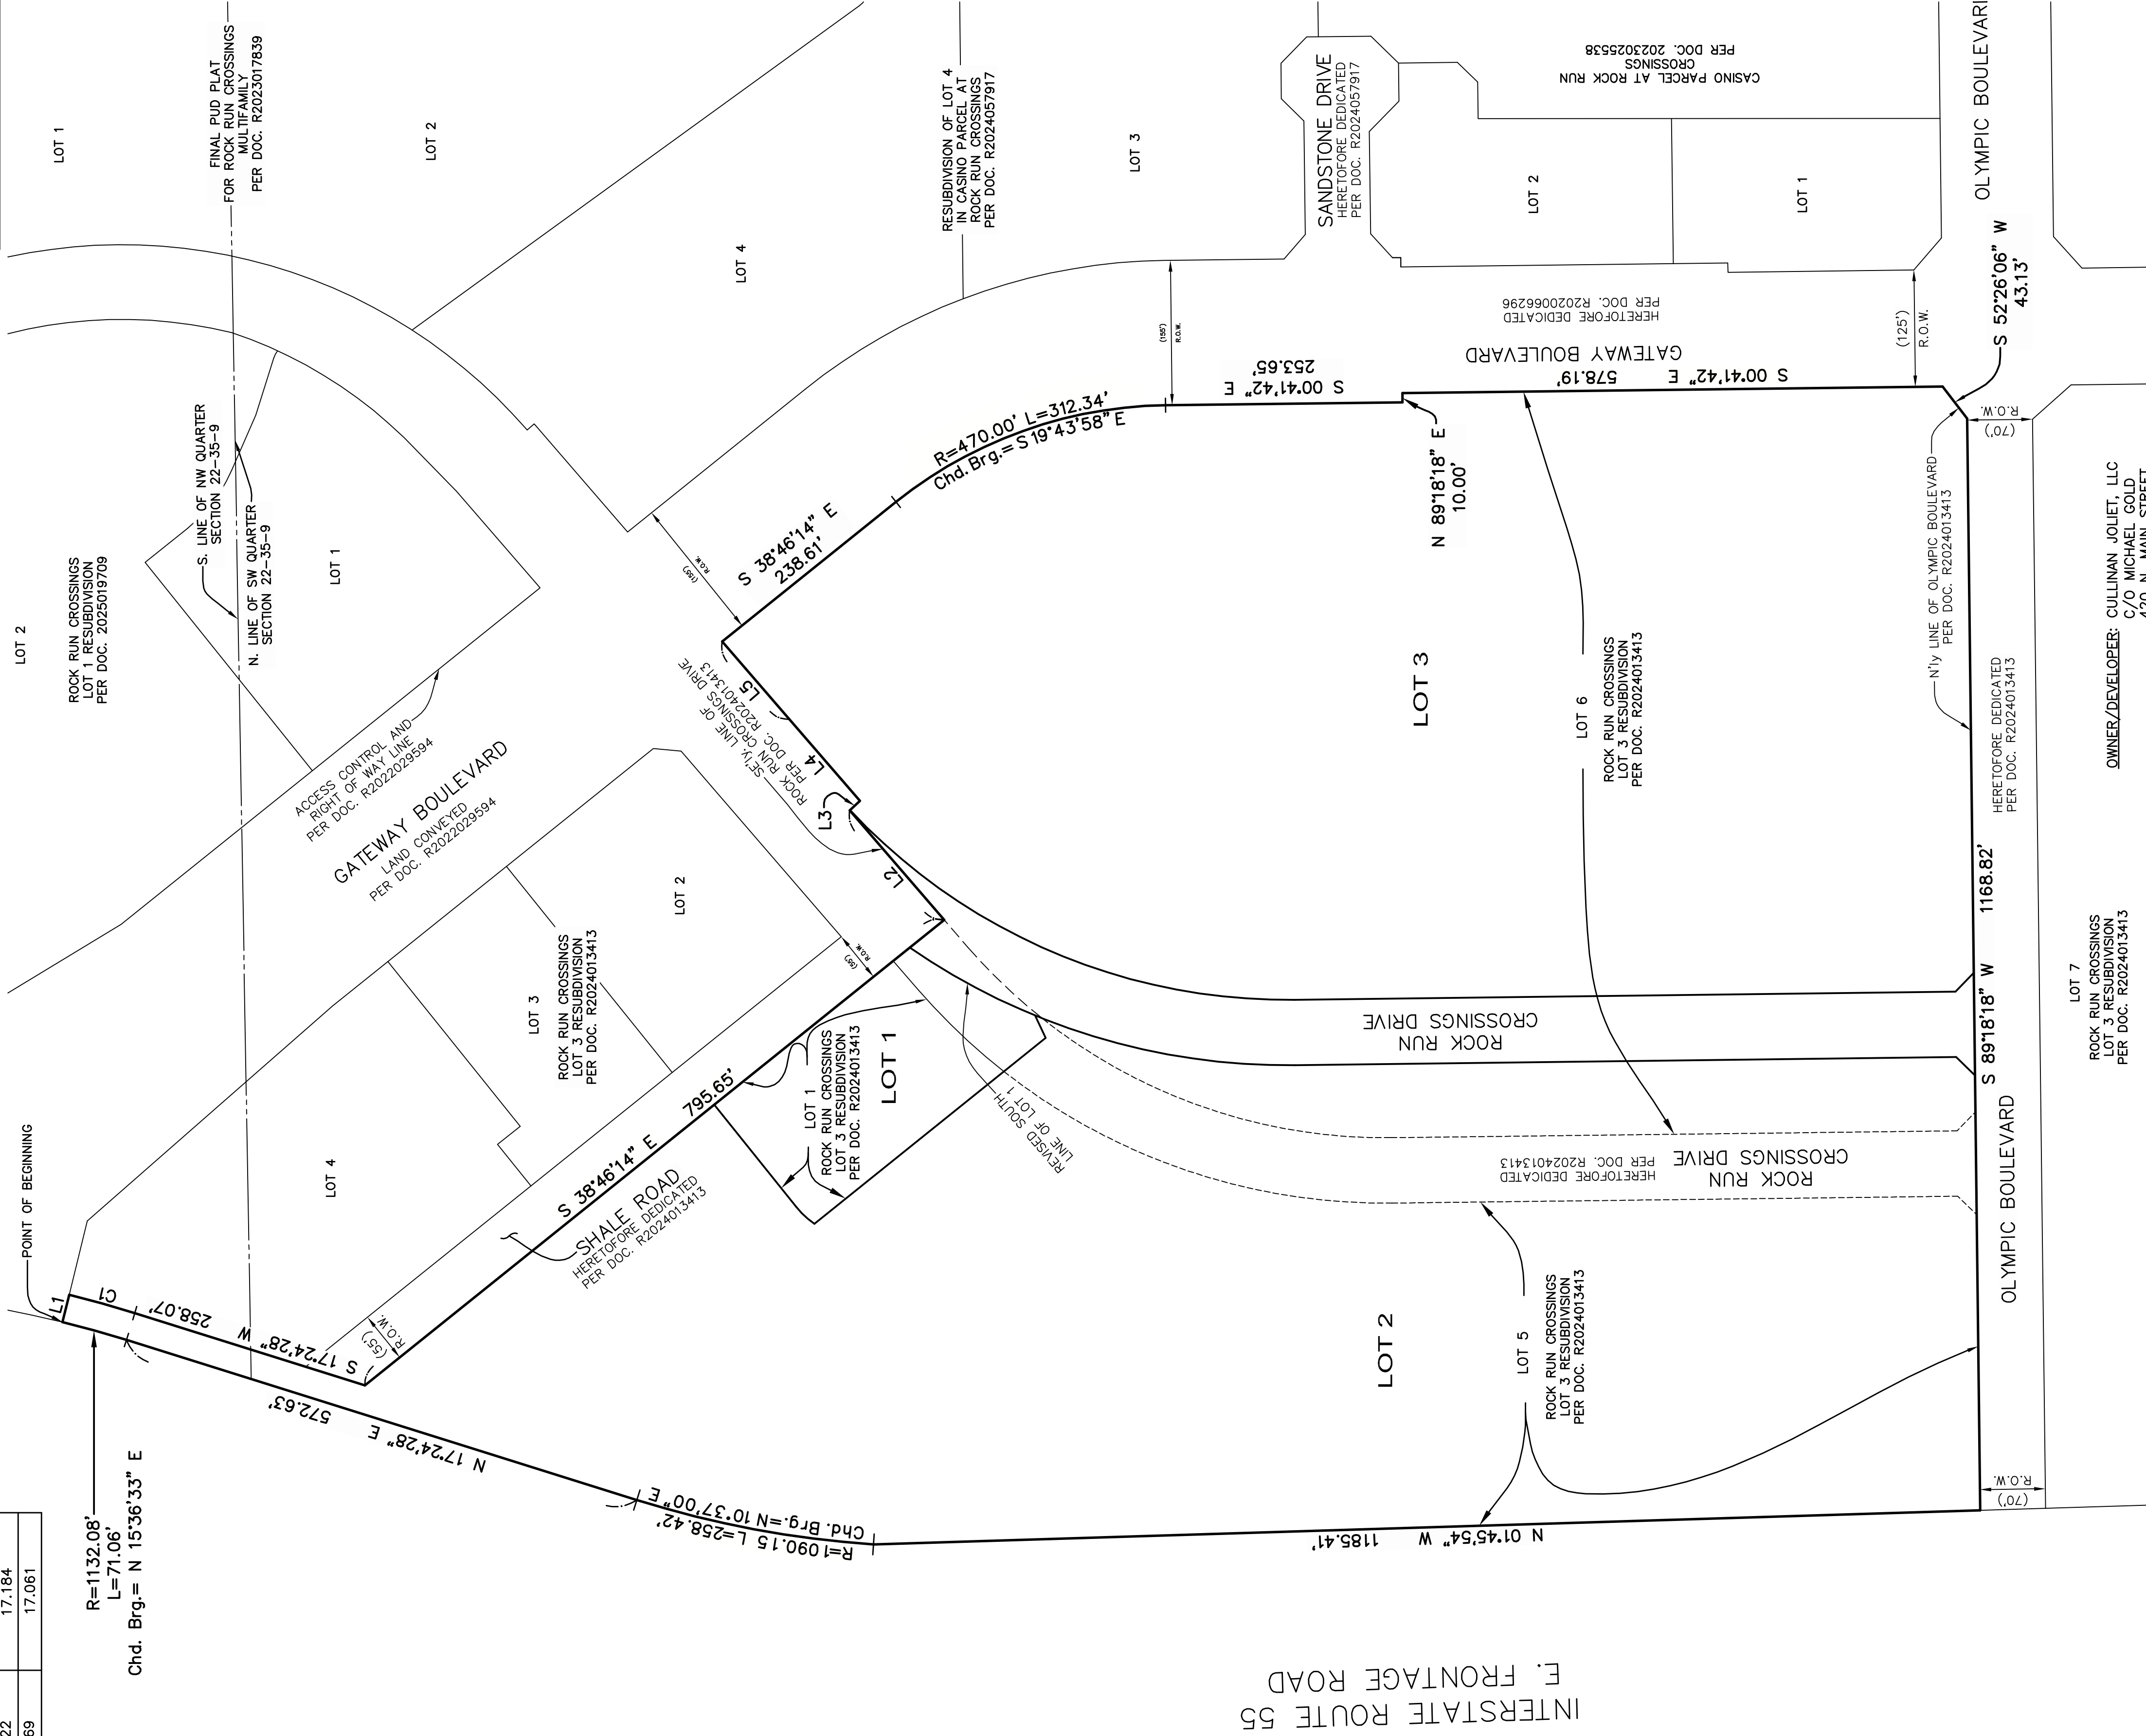 LOT 1
FINAL PUD PLAT
FOR ROCK RUN CROSSINGS
MULTIFAMILY
PER DOC. R2023017839
LOT 2
LOT 4
RESUBDIVISION OF LOT 4
IN CASINO PARCEL AT
ROCK RUN CROSSINGS
PER DOC. R2024057917
LOT 3
SANDSTONE DRIVE
HERETOFORE DEDICATED
PER DOC. R2024057917
CASINO PARCEL AT ROCK RUN
CROSSINGS
PER DOC. 2023025538
LOT 2
LOT 1
OLYMPIC BOULEVARD
S 52°26'06" W
43.13'
(155')
R.O.W.
HERETOFORE DEDICATED
PER DOC. R2020066296
GATEWAY BOULEVARD
(125')
R.O.W.
S 00°41'42" E
253.65'
S 00°41'42" E 578.19'
R=470.00' L=312.34'
Chd. Brg.= S 19°43'58" E
N 89°18'18" E
10.00'
R.O.W.
(70')
S. LINE OF NW QUARTER
SECTION 22-35-9
N. LINE OF SW QUARTER
SECTION 22-35-9
LOT 1
LOT 2
ROCK RUN CROSSINGS
LOT 1 RESUBDIVISION
PER DOC. 2025019709
S 38°46'14" E
238.61'
(155')
R.O.W.
N'ly LINE OF OLYMPIC BOULEVARD
PER DOC. R2024013413
OWNER/DEVELOPER: CULLINAN JOLIET, LLC
C/O MICHAEL GOLD
420 N. MAIN STREET
ACCESS CONTROL AND
RIGHT OF WAY LINE
PER DOC. R2022029594
GATEWAY BOULEVARD
LAND CONVEYED
PER DOC. R2022029594
L5
L4
L3
L2
SE'ly. LINE OF
ROCK RUN CROSSINGS DRIVE
PER DOC. R2024013413
LOT 3
LOT 6
ROCK RUN CROSSINGS
LOT 3 RESUBDIVISION
PER DOC. R2024013413
HERETOFORE DEDICATED
PER DOC. R2024013413
LOT 2
LOT 3
ROCK RUN CROSSINGS
LOT 3 RESUBDIVISION
PER DOC. R2024013413
(55')
R.O.W.
S 89°18'18" W 1168.82'
LOT 7
ROCK RUN CROSSINGS
LOT 3 RESUBDIVISION
PER DOC. R2024013413
ROCK RUN
CROSSINGS DRIVE
LOT 1
LOT 1
ROCK RUN CROSSINGS
LOT 3 RESUBDIVISION
PER DOC. R2024013413
REVISED SOUTH
LINE OF LOT 1
S 38°46'14" E 795.65'
SHALE ROAD
HERETOFORE DEDICATED
PER DOC. R2024013413
LOT 4
POINT OF BEGINNING
ROCK RUN
CROSSINGS DRIVE
HERETOFORE DEDICATED
PER DOC. R2024013413
OLYMPIC BOULEVARD
L1
C1
S 17°24'28" W 258.07'
(55')
R.O.W.
LOT 2
LOT 5
ROCK RUN CROSSINGS
LOT 3 RESUBDIVISION
PER DOC. R2024013413
R.O.W.
(70')
N 17°24'28" E 572.63'
R=1132.08'
L=71.06'
Chd. Brg.= N 15°36'33" E
R=1090.15 L=258.42'
Chd. Brg.=N 10°37'00" E
N 01°45'54" W 1185.41'
17.184
17.061
22
69
INTERSTATE ROUTE 55
E. FRONTAGE ROAD